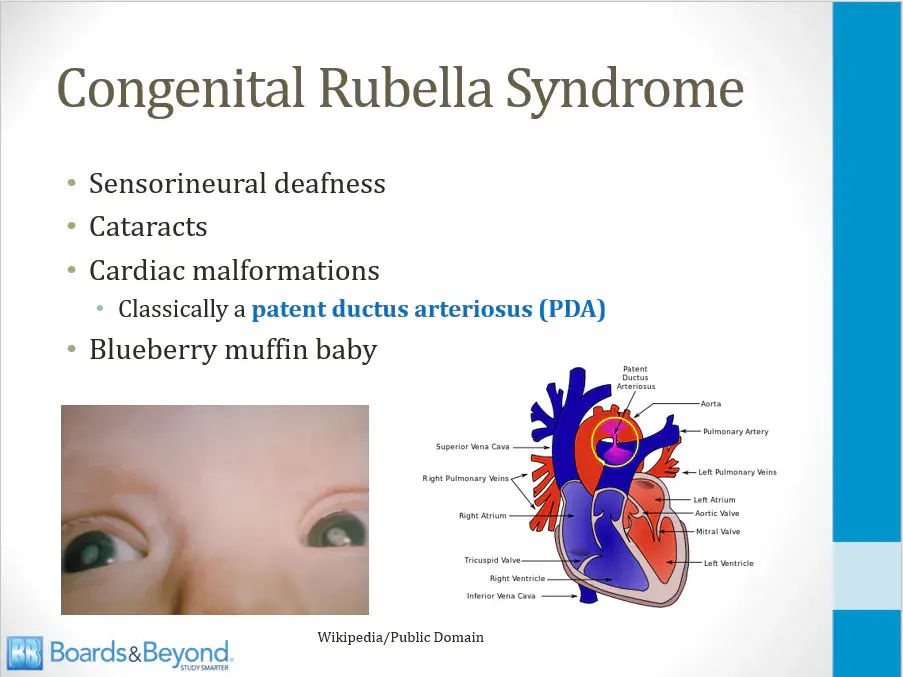 Congenital Rubella Syndrome
• Sensorineural deafness
• Cataracts
• Cardiac malformations
• Classically a patent ductus arteriosus (PDA)
• Blueberry muffin baby
Patent
Ductus
Arteriosus
Aorta
Pulmonary Artery
Superior Vena Cava
Left Pulmonary Veins
Right Pulmonary Veins
Left Atrium
Right Atrium
Aortic Valve
Mitral Valve
Tricuspid Valve
Left Ventricle
Right Ventricle
Inferior Vena Cava
Wikipedia/Public Domain
BB
Boards&Beyond.
STUDY SMARTER